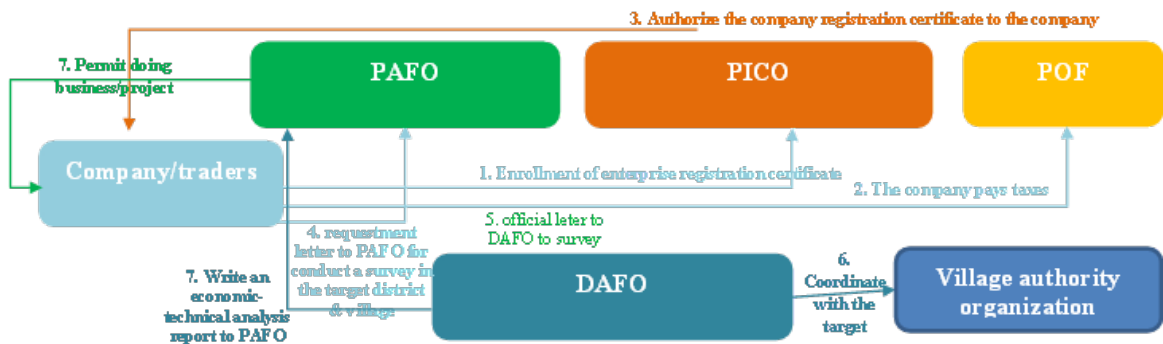 3. Authorize the company registration certificate to the company
7. Permit doing
business/project
PAFO
PICO
POF
Company/traders
1. Enrollment of enterprise registration certificate
2. The company pays taxes
5. official leter to
DAFO to survey
4. requestment
letter to PAFO for
conduct a survey in
the target district
& village
7. Write an
economic-
technical analysis
report to PAFO
DAFO
6.
Coordinate
with the
target
Village authority
organization